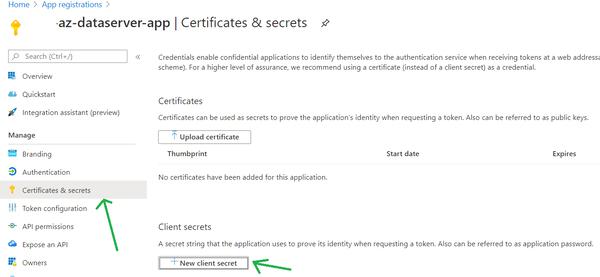 Home > App registrations >
az-dataserver-app | Certificates & secrets
Search (Ctrl+/)
«
Overview
Quickstart
Integration assistant (preview)
Manage
Branding
Authentication
Certificates & secrets
Token configuration
API permissions
Expose an API
Owners
Credentials enable confidential applications to identify themselves to the authentication service when receiving tokens at a web addressa
scheme). For a higher level of assurance, we recommend using a certificate (instead of a client secret) as a credential.
Certificates
Certificates can be used as secrets to prove the application's identity when requesting a token. Also can be referred to as public keys.
Upload certificate
Thumbprint Start date Expires
No certificates have been added for this application.
Client secrets
A secret string that the application uses to prove its identity when requesting a token. Also can be referred to as application password.
New client secret